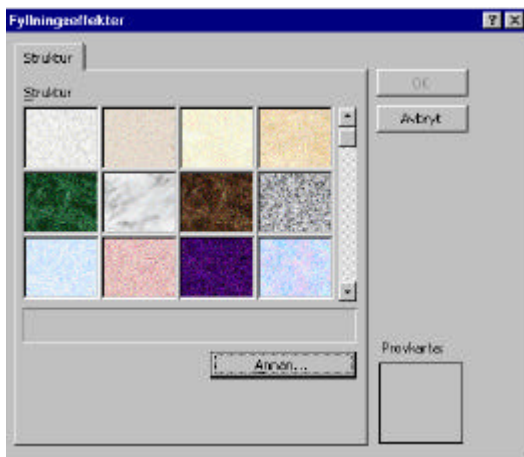 Fyllningseffekter
Struktur
Struktur
OK
Avbryt
Annan...
Provkarta: